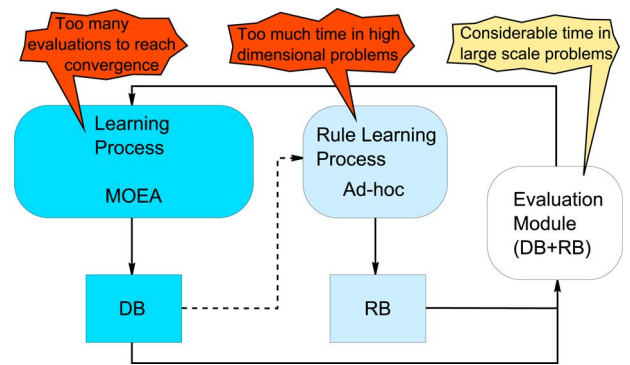 Too many
evaluations to reach
convergence
Too much time in high
dimensional problems
Considerable time in
large scale problems
Learning
Process
MOEA
Rule Learning
Process
Ad-hoc
Evaluation
Module
(DB+RB)
DB
RB